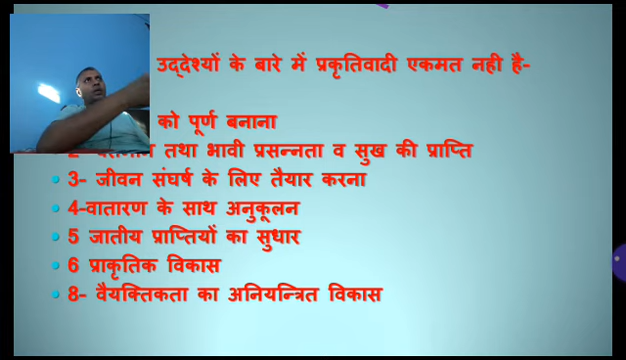 उद्देश्यों के बारे में प्रकृतिवादी एकमत नही है-
को पूर्ण बनाना
तथा भावी प्रसन्नता व सुख की प्राप्ति
3- जीवन संघर्ष के लिए तैयार करना
4-वातारण के साथ अनुकूलन
5 जातीय प्राप्तियों का सुधार
6 प्राकृतिक विकास
8- वैयक्तिकता का अनियन्त्रित विकास